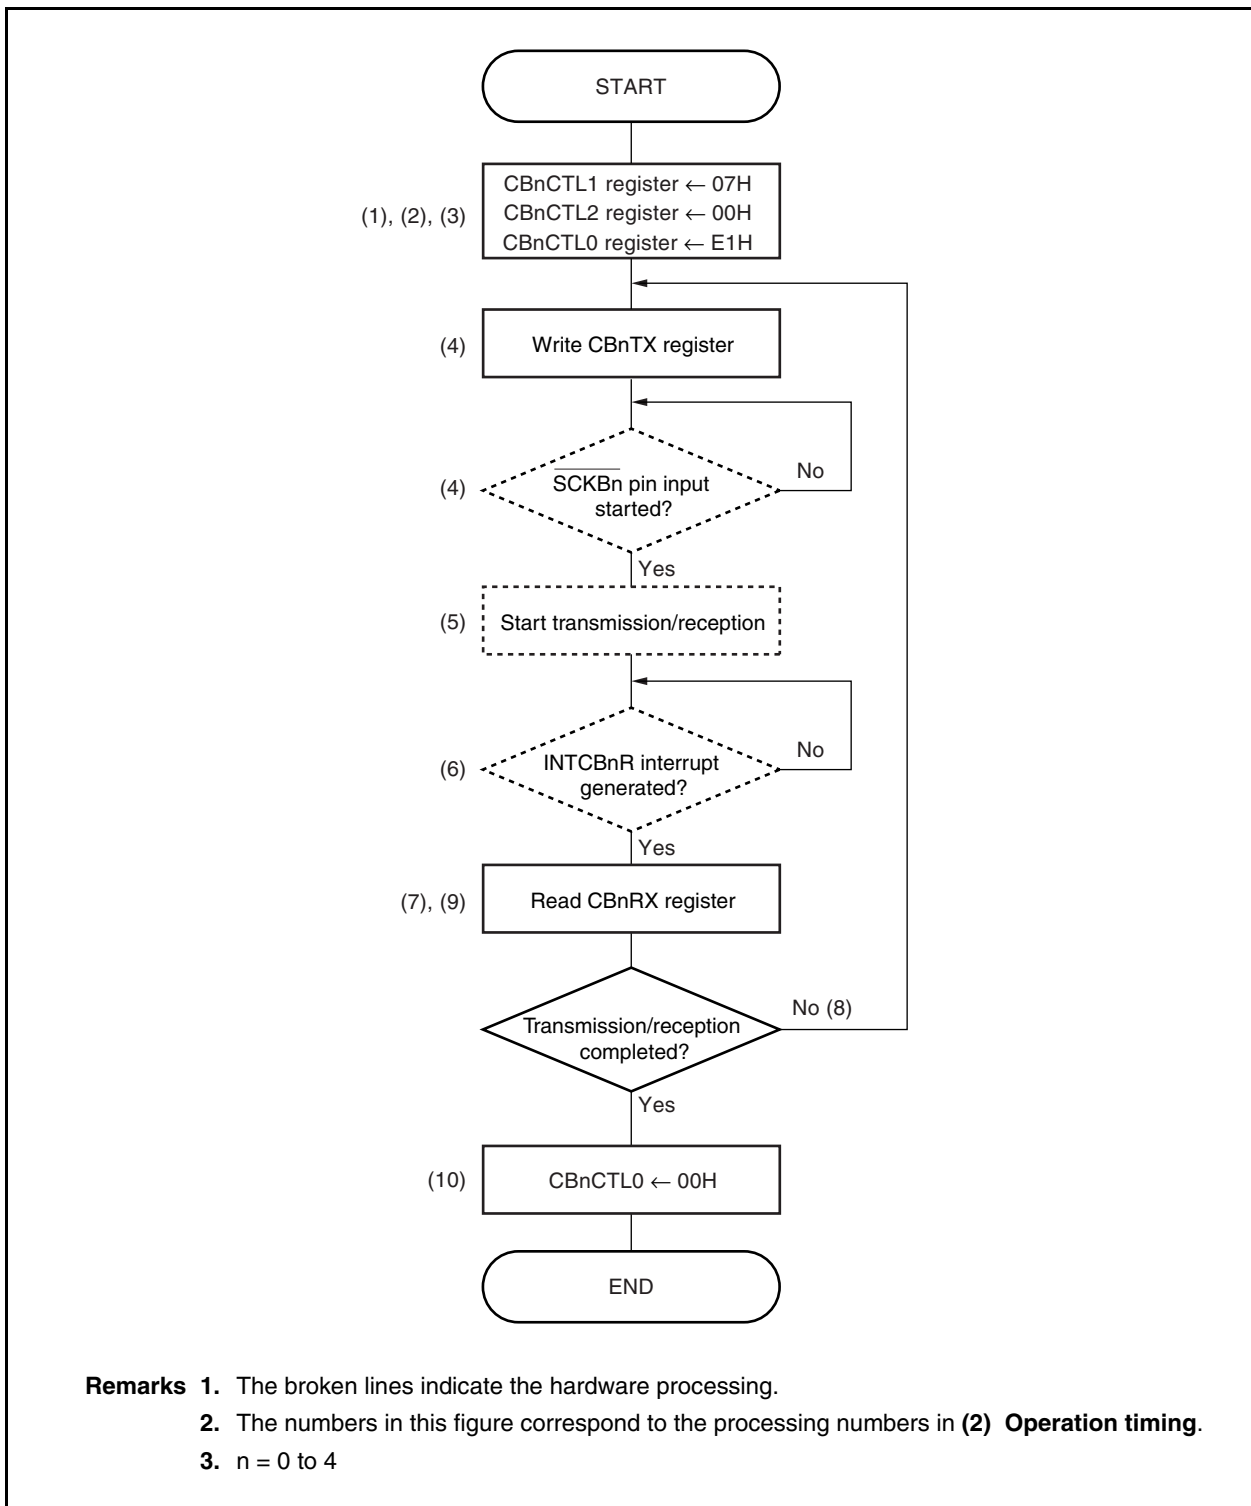 START
CBnCTL1 register ← 07H
(1), (2), (3)
CBnCTL2 register ← 00H
CBnCTL0 register ← E1H
(4)
Write CBnTX register
(4)
SCKBn pin input
started?
No
Yes
(5)
Start transmission/reception
(6)
INTCBnR interrupt
generated?
No
Yes
(7), (9)
Read CBnRX register
Transmission/reception
completed?
No (8)
Yes
(10)
CBnCTL0 ← 00H
END
Remarks 1. The broken lines indicate the hardware processing.
2. The numbers in this figure correspond to the processing numbers in (2) Operation timing.
3. n = 0 to 4